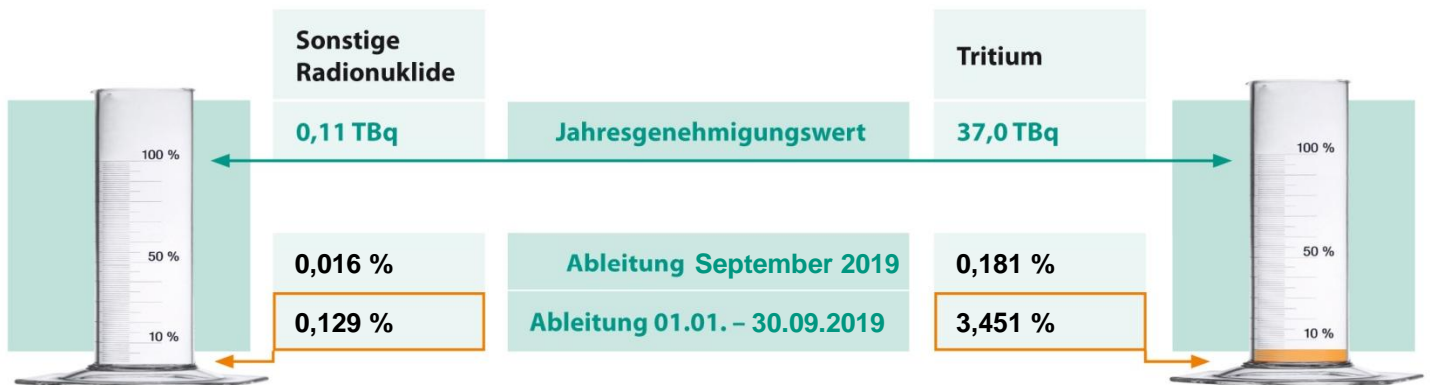 Sonstige
Radionuklide
Tritium
0,11 TBq
Jahresgenehmigungswert
37,0 TBq
100 %
100 %
50 %
0,016 %
Ableitung September 2019
0,181 %
50 %
10 %
0,129 %
Ableitung 01.01. – 30.09.2019
3,451 %
10 %